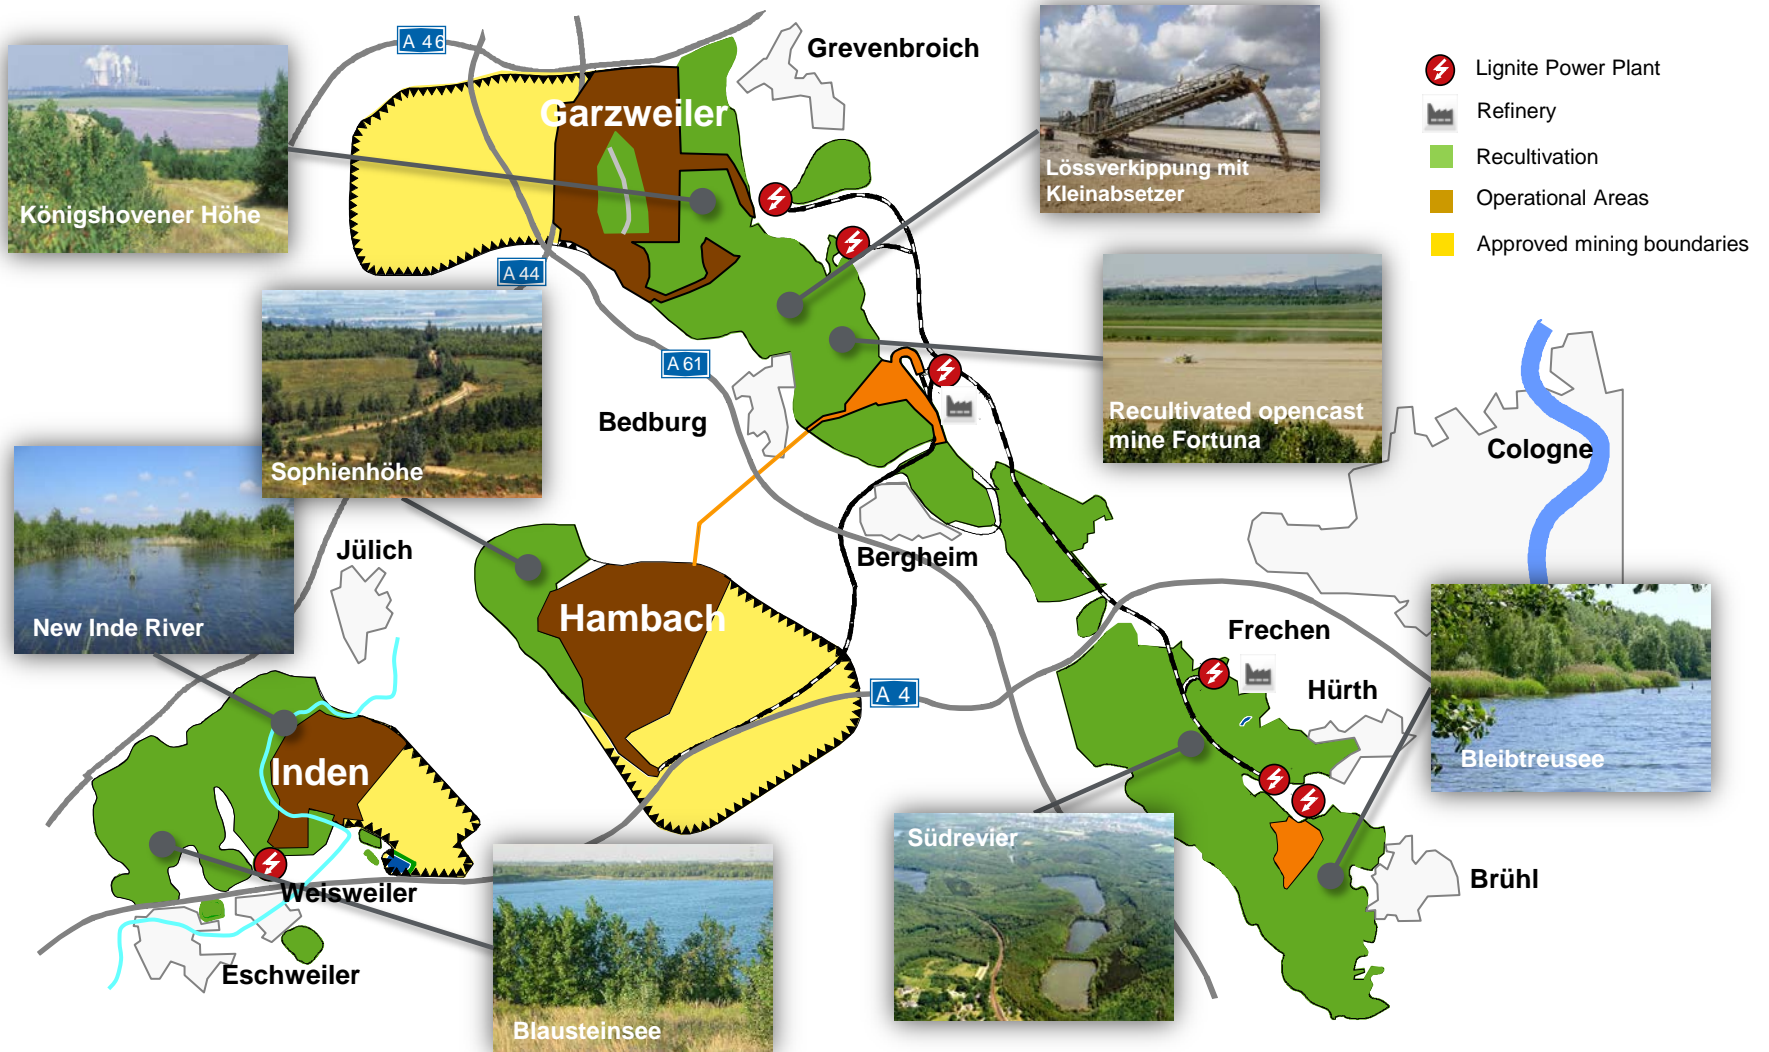 A 46
Grevenbroich
Garzweiler
Königshovener Höhe
Lössverkippung mit
Kleinabsetzer
Lignite Power Plant
Refinery
Recultivation
Operational Areas
Approved mining boundaries
A 44
A 61
Bedburg
Sophienhöhe
Recultivated opencast
mine Fortuna
Cologne
New Inde River
Jülich
Bergheim
Hambach
A 4
Frechen
Hürth
Bleibtreusee
Inden
Südrevier
Weisweiler
Brühl
Eschweiler
Blausteinsee